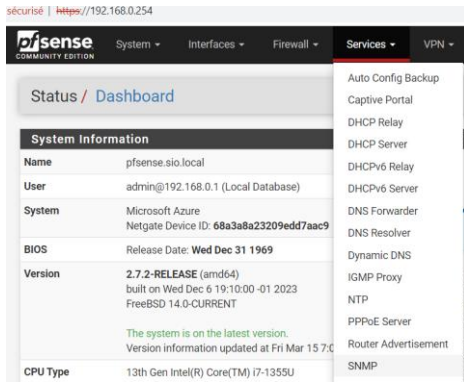 sécurisé | https://192.168.0.254
pfsense
COMMUNITY EDITION
System
Interfaces
Firewall
Services
VPN
Status / Dashboard
System Information
Name pfsense.sio.local
User admin@192.168.0.1 (Local Database)
System Microsoft Azure
Netgate Device ID: 68a3a8a23209edd7aac9
BIOS Release Date: Wed Dec 31 1969
Version 2.7.2-RELEASE (amd64)
built on Wed Dec 6 19:10:00 -01 2023
FreeBSD 14.0-CURRENT
The system is on the latest version.
Version information updated at Fri Mar 15 7:0
CPU Type 13th Gen Intel(R) Core(TM) i7-1355U
Auto Config Backup
Captive Portal
DHCP Relay
DHCP Server
DHCPv6 Relay
DHCPv6 Server
DNS Forwarder
DNS Resolver
Dynamic DNS
IGMP Proxy
NTP
PPPoE Server
Router Advertisement
SNMP